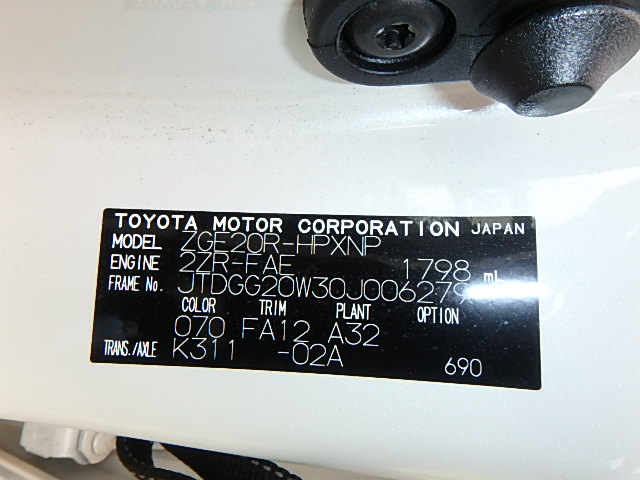 TOYOTA MOTOR CORPORATION JAPAN
MODEL ZGE20R-HPXNP
ENGINE 2ZR-FAE 1798 mL
FRAME No. JTDGG20W30J006279
COLOR TRIM PLANT OPTION
070 FA12 A32
TRANS./AXLE K311 -02A
690